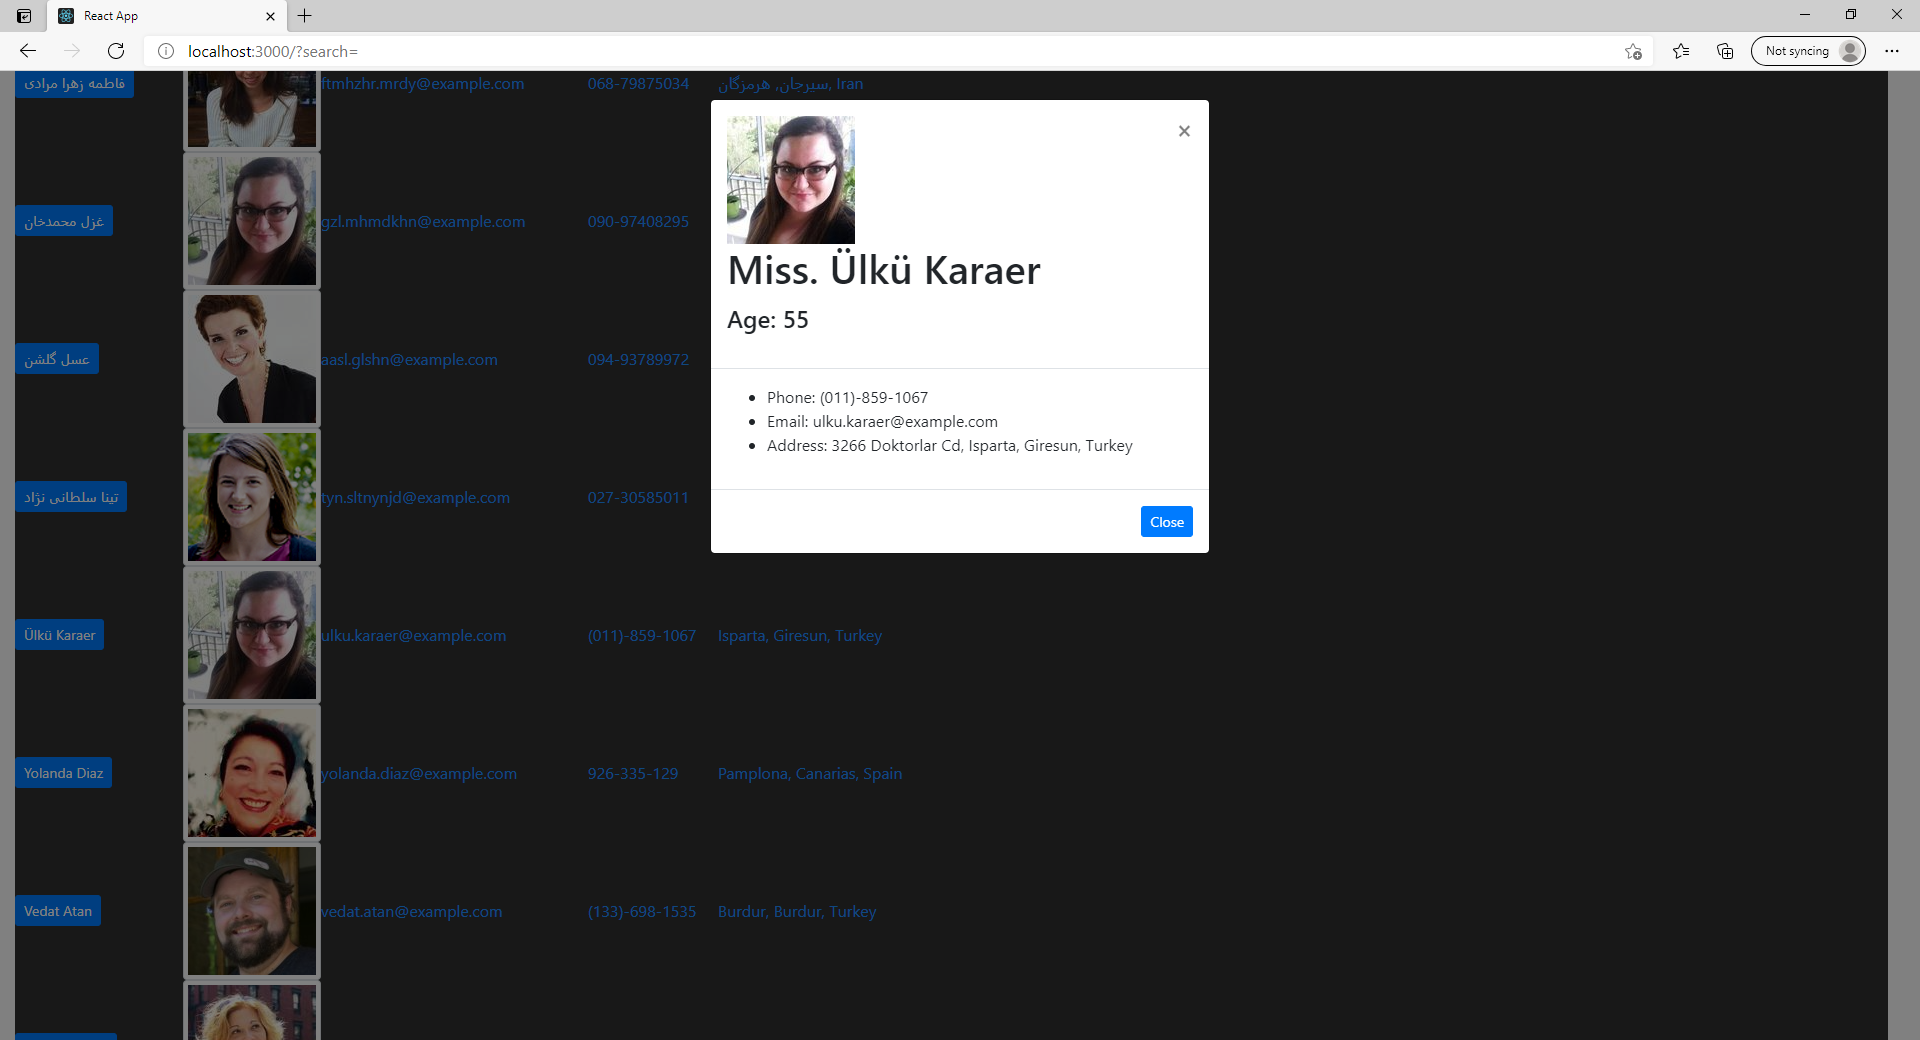 React App
localhost:3000/?search=
Not syncing
فاطمه زهرا مرادی
ftmhzhr.mrdy@example.com
068-79875034
سیرجان, هرمزگان, Iran
غزل محمدخان
gzl.mhmdkhn@example.com
090-97408295
عسل گلشن
aasl.glshn@example.com
094-93789972
تینا سلطانی نژاد
tyn.sltnynjd@example.com
027-30585011
Ülkü Karaer
ulku.karaer@example.com
(011)-859-1067
Isparta, Giresun, Turkey
Yolanda Diaz
yolanda.diaz@example.com
926-335-129
Pamplona, Canarias, Spain
Vedat Atan
vedat.atan@example.com
(133)-698-1535
Burdur, Burdur, Turkey
×
Miss. Ülkü Karaer
Age: 55
Phone: (011)-859-1067
Email: ulku.karaer@example.com
Address: 3266 Doktorlar Cd, Isparta, Giresun, Turkey
Close